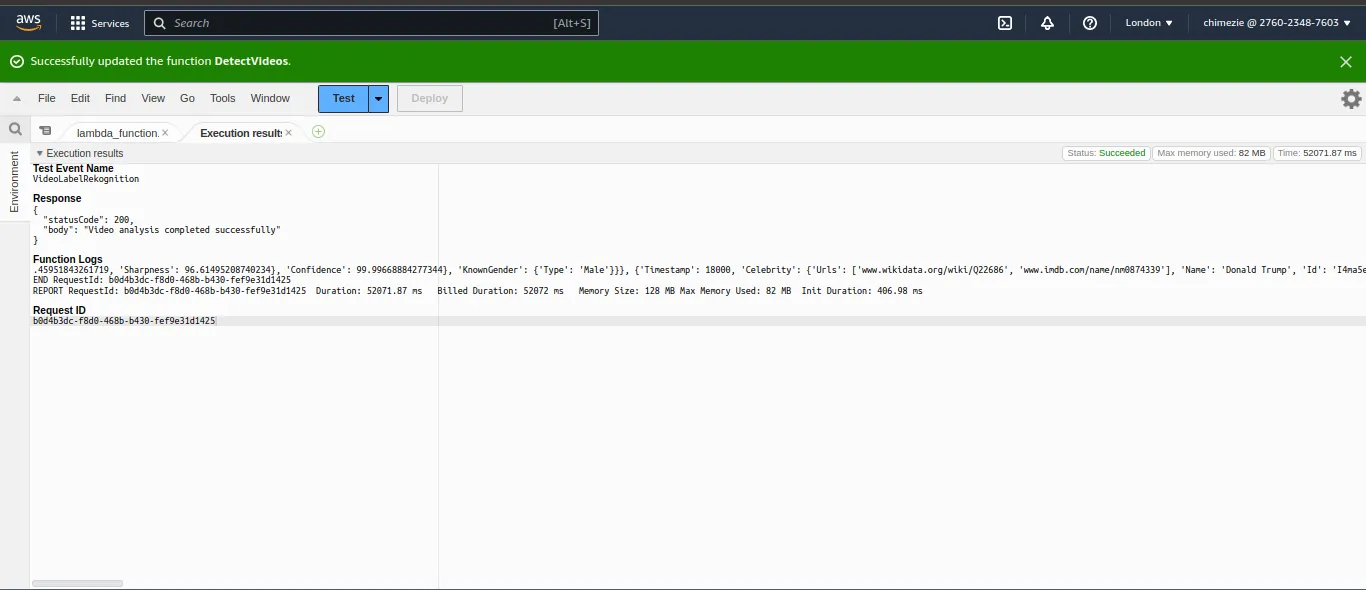 aws Services Search [Alt+S] London ▼ chimezie @ 2760-2348-7603 ▼
Successfully updated the function DetectVideos.
File Edit Find View Go Tools Window Test Deploy
lambda_function. Execution results
Environment
Execution results Status: Succeeded Max memory used: 82 MB Time: 52071.87 ms
Test Event Name
VideoLabelRekognition
Response
{
"statusCode": 200,
"body": "Video analysis completed successfully"
}
Function Logs
.45951843261719, 'Sharpness': 96.61495208740234}, 'Confidence': 99.99668884277344}, 'KnownGender': {'Type': 'Male'}}}, {'Timestamp': 18000, 'Celebrity': {'Urls': ['www.wikidata.org/wiki/Q22686', 'www.imdb.com/name/nm0874339'], 'Name': 'Donald Trump', 'Id': 'I4ma5e
END RequestId: b0d4b3dc-f8d0-468b-b430-fef9e31d1425
REPORT RequestId: b0d4b3dc-f8d0-468b-b430-fef9e31d1425 Duration: 52071.87 ms Billed Duration: 52072 ms Memory Size: 128 MB Max Memory Used: 82 MB Init Duration: 406.98 ms
Request ID
b0d4b3dc-f8d0-468b-b430-fef9e31d1425